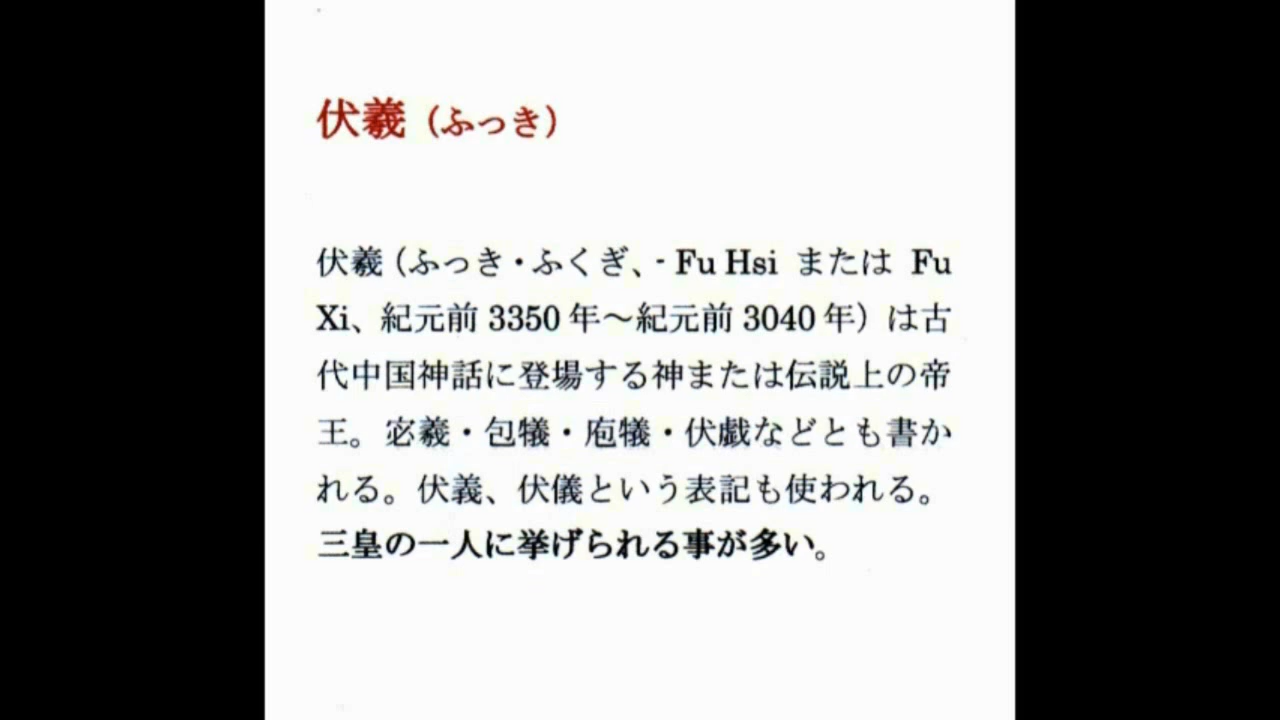 伏羲（ふっき）
伏羲（ふっき・ふくぎ、- Fu Hsi または Fu
Xi、紀元前 3350 年～紀元前 3040 年）は古
代中国神話に登場する神または伝説上の帝
王。宓羲・包犠・庖犠・伏戯などとも書か
れる。伏義、伏儀という表記も使われる。
三皇の一人に挙げられる事が多い。